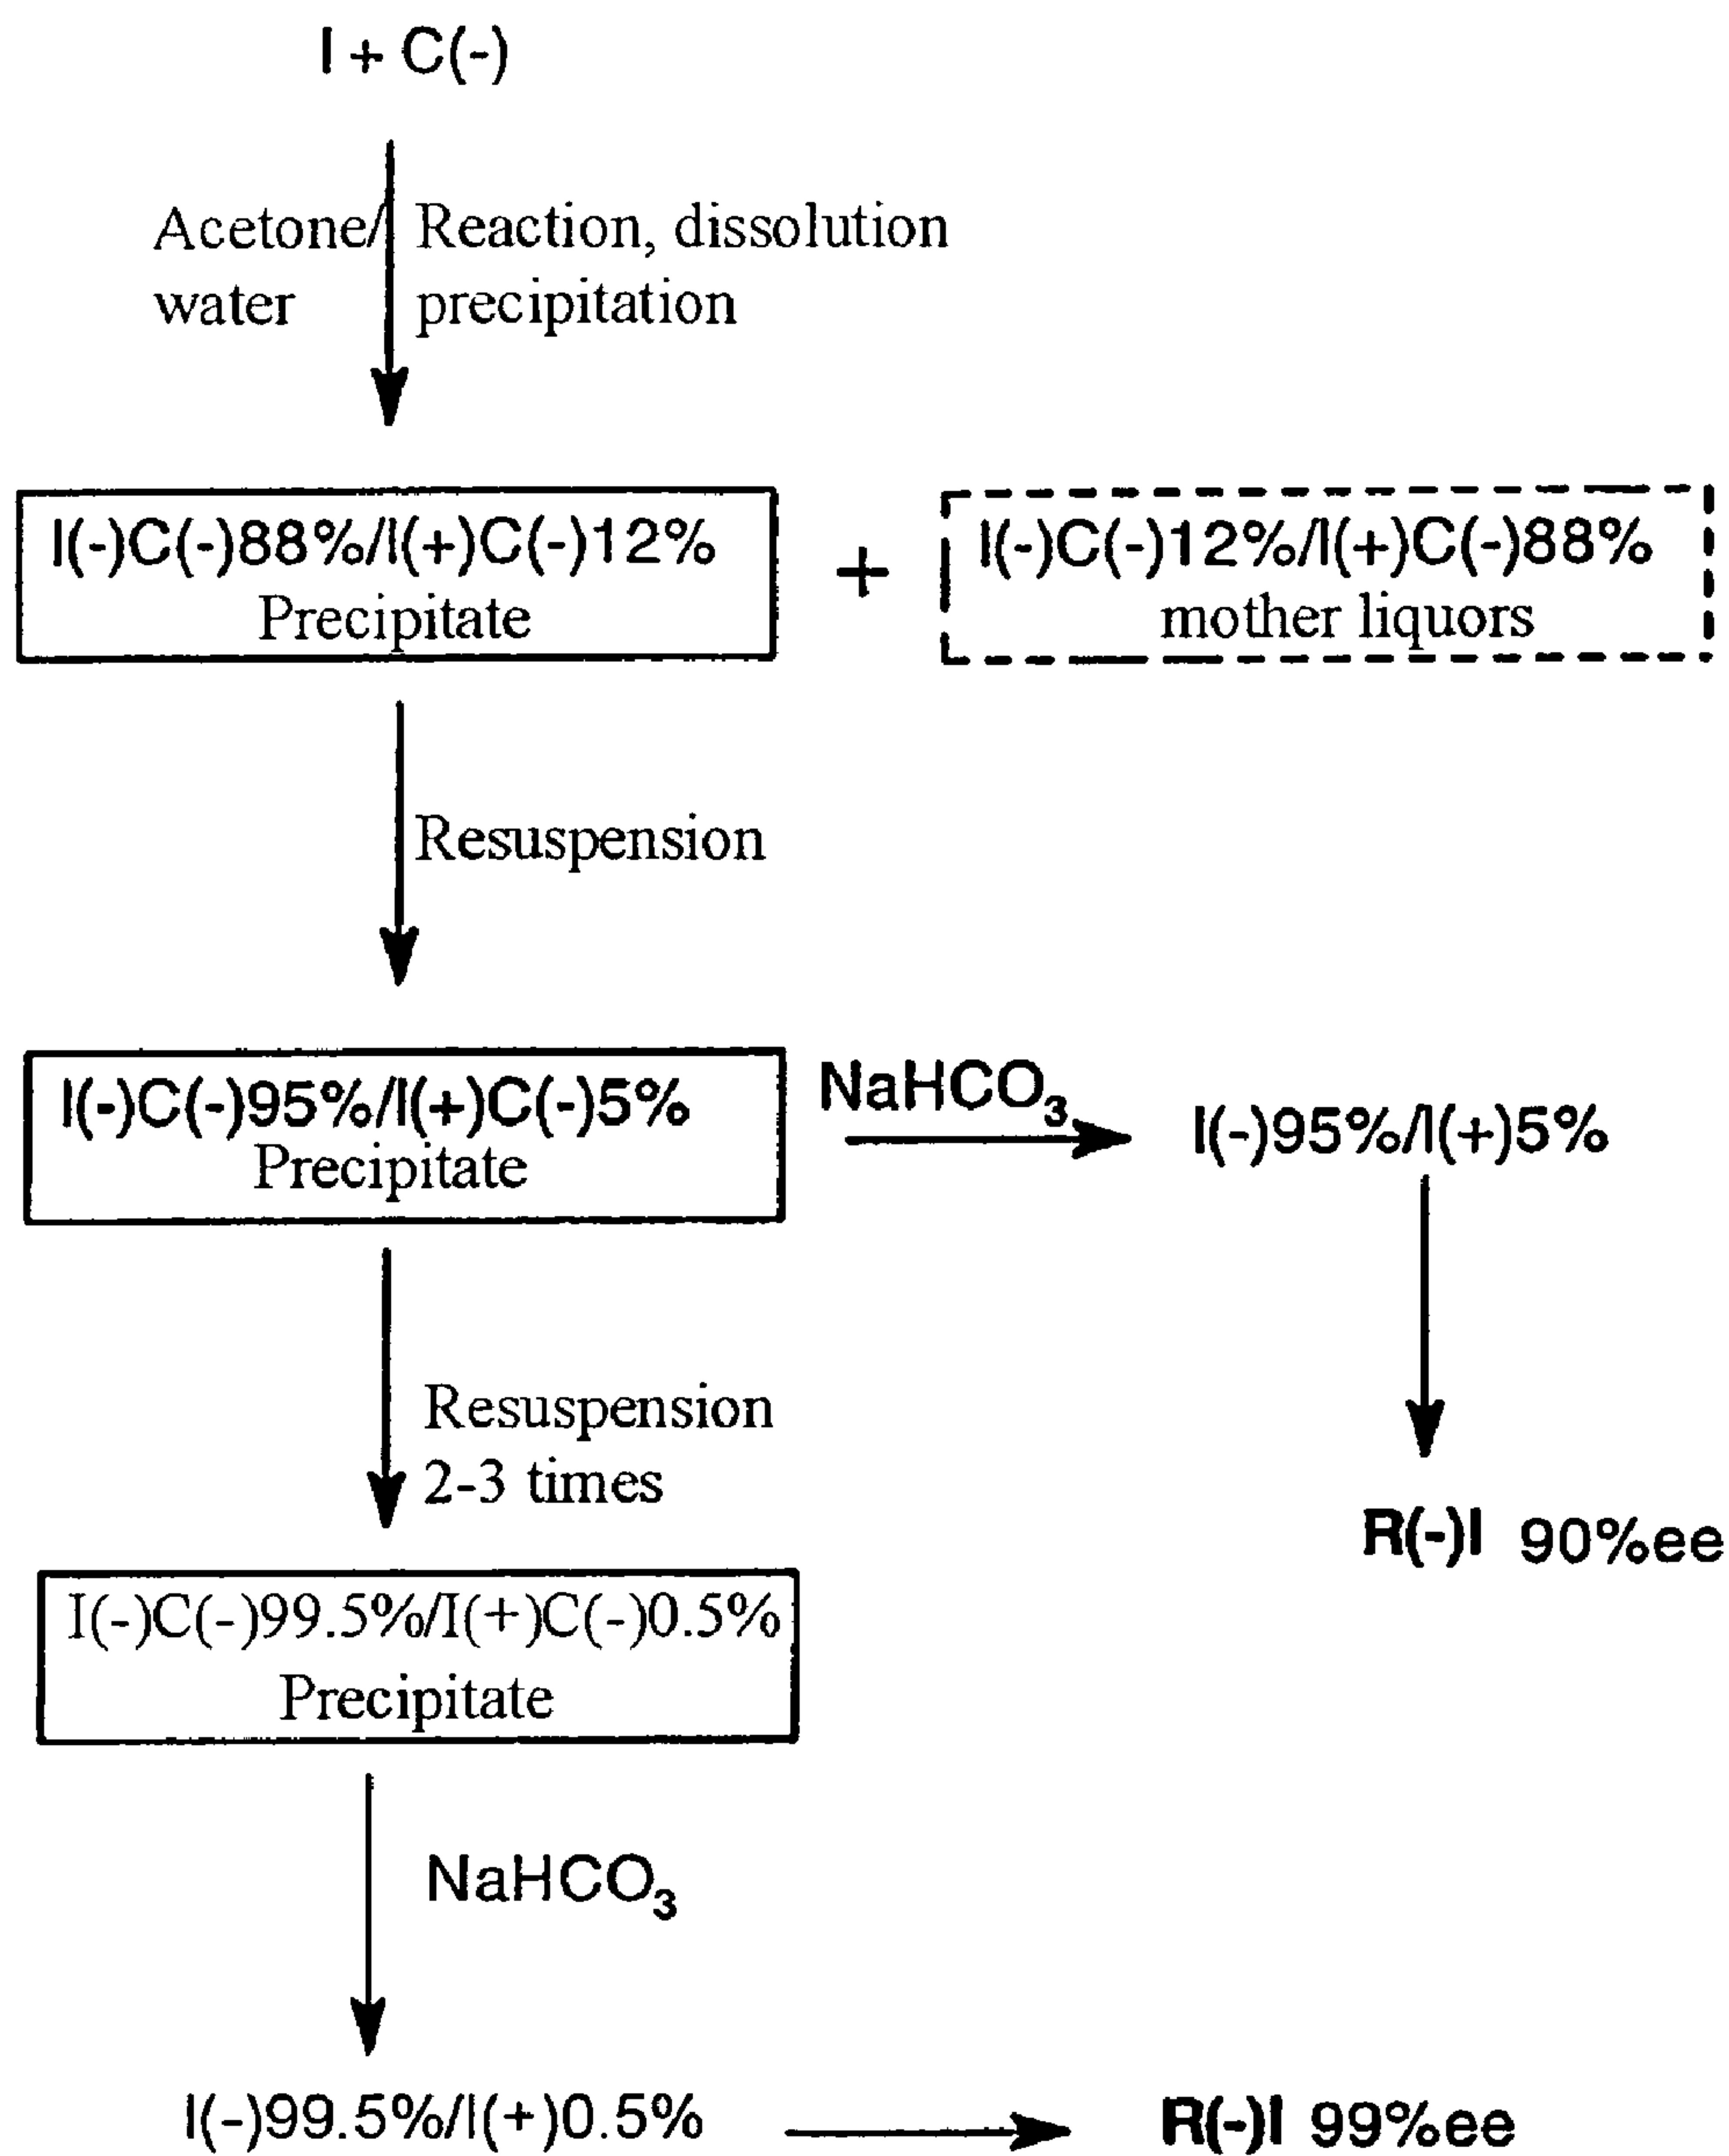 I + C(-)
Acetone/
water
Reaction, dissolution
precipitation
I(-)C(-)88%/I(+)C(-)12%
Precipitate
+
I(-)C(-)12%/I(+)C(-)88%
mother liquors
Resuspension
I(-)C(-)95%/I(+)C(-)5%
Precipitate
NaHCO₃
I(-)95%/I(+)5%
Resuspension
2-3 times
R(-)I 90%ee
I(-)C(-)99.5%/I(+)C(-)0.5%
Precipitate
NaHCO₃
I(-)99.5%/I(+)0.5%
R(-)I 99%ee